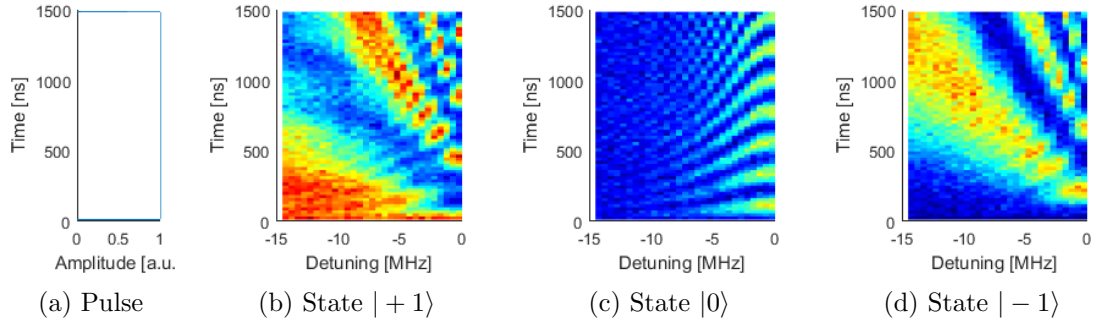 1500
1000
500
0
Time [ns]
0 0.5 1
Amplitude [a.u.
(a) Pulse
1500
1000
500
0
Time [ns]
-15 -10 -5 0
Detuning [MHz]
(b) State | + 1⟩
1500
1000
500
0
Time [ns]
-15 -10 -5 0
Detuning [MHz]
(c) State |0⟩
1500
1000
500
0
Time [ns]
-15 -10 -5 0
Detuning [MHz]
(d) State | − 1⟩